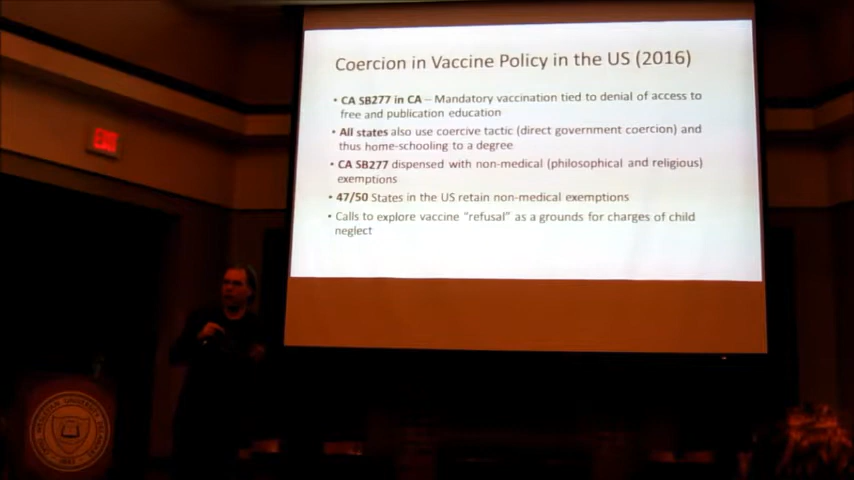 Coercion in Vaccine Policy in the US (2016)
• CA SB277 in CA – Mandatory vaccination tied to denial of access to
free and publication education
• All states also use coercive tactic (direct government coercion) and
thus home-schooling to a degree
• CA SB277 dispensed with non-medical (philosophical and religious)
exemptions
• 47/50 States in the US retain non-medical exemptions
• Calls to explore vaccine "refusal" as a grounds for charges of child
neglect